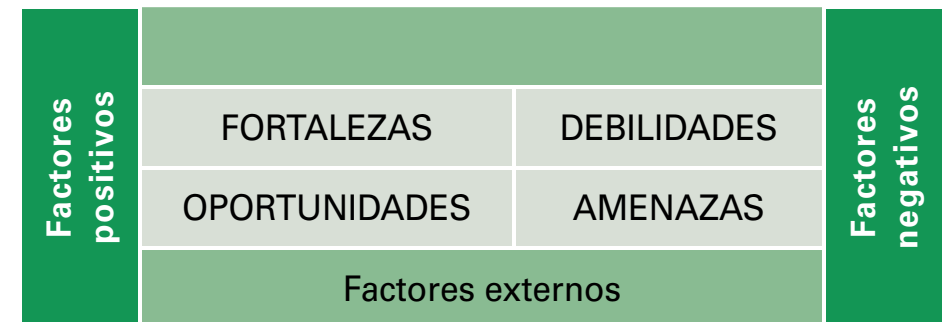 Factores
positivos
FORTALEZAS
DEBILIDADES
OPORTUNIDADES
AMENAZAS
Factores externos
Factores
negativos